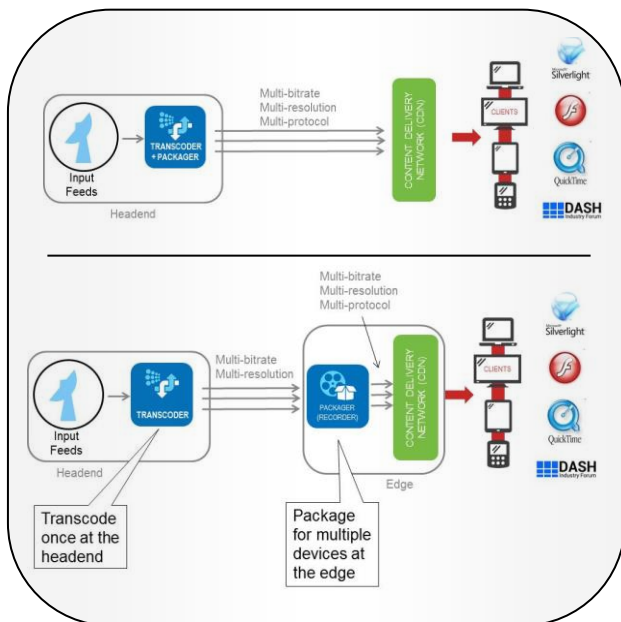 Multi-bitrate
Multi-resolution
Multi-protocol
Input
Feeds
TRANSCODER
+ PACKAGER
Headend
CONTENT DELIVERY
NETWORK (CDN)
CLIENTS
Microsoft
Silverlight
QuickTime
DASH
Industry Forum
Multi-bitrate
Multi-resolution
Multi-protocol
Multi-bitrate
Multi-resolution
Input
Feeds
TRANSCODER
Headend
PACKAGER
(RECORDER)
CONTENT DELIVERY
NETWORK (CDN)
Edge
CLIENTS
Microsoft
Silverlight
QuickTime
DASH
Industry Forum
Transcode
once at the
headend
Package
for multiple
devices at
the edge